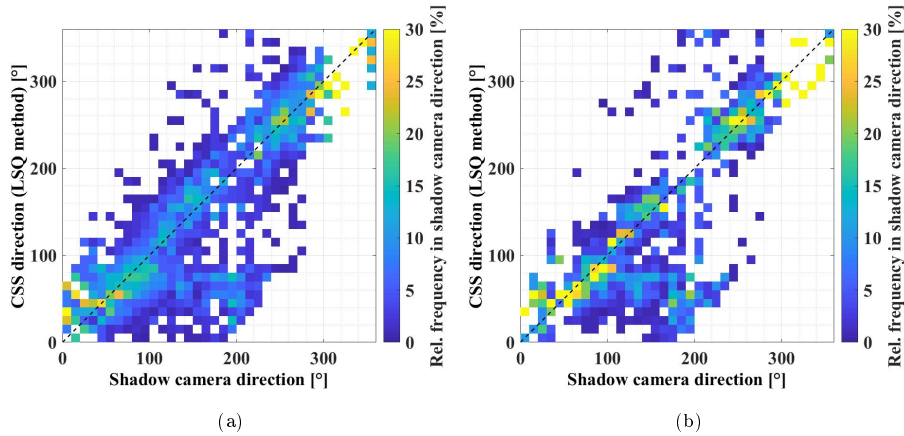 CSS direction (LSQ method) [°]
300
200
100
0
0 100 200 300
Shadow camera direction [°]
30
25
20
15
10
5
0
Rel. frequency in shadow camera direction [%]
(a)
CSS direction (LSQ method) [°]
300
200
100
0
0 100 200 300
Shadow camera direction [°]
30
25
20
15
10
5
0
Rel. frequency in shadow camera direction [%]
(b)